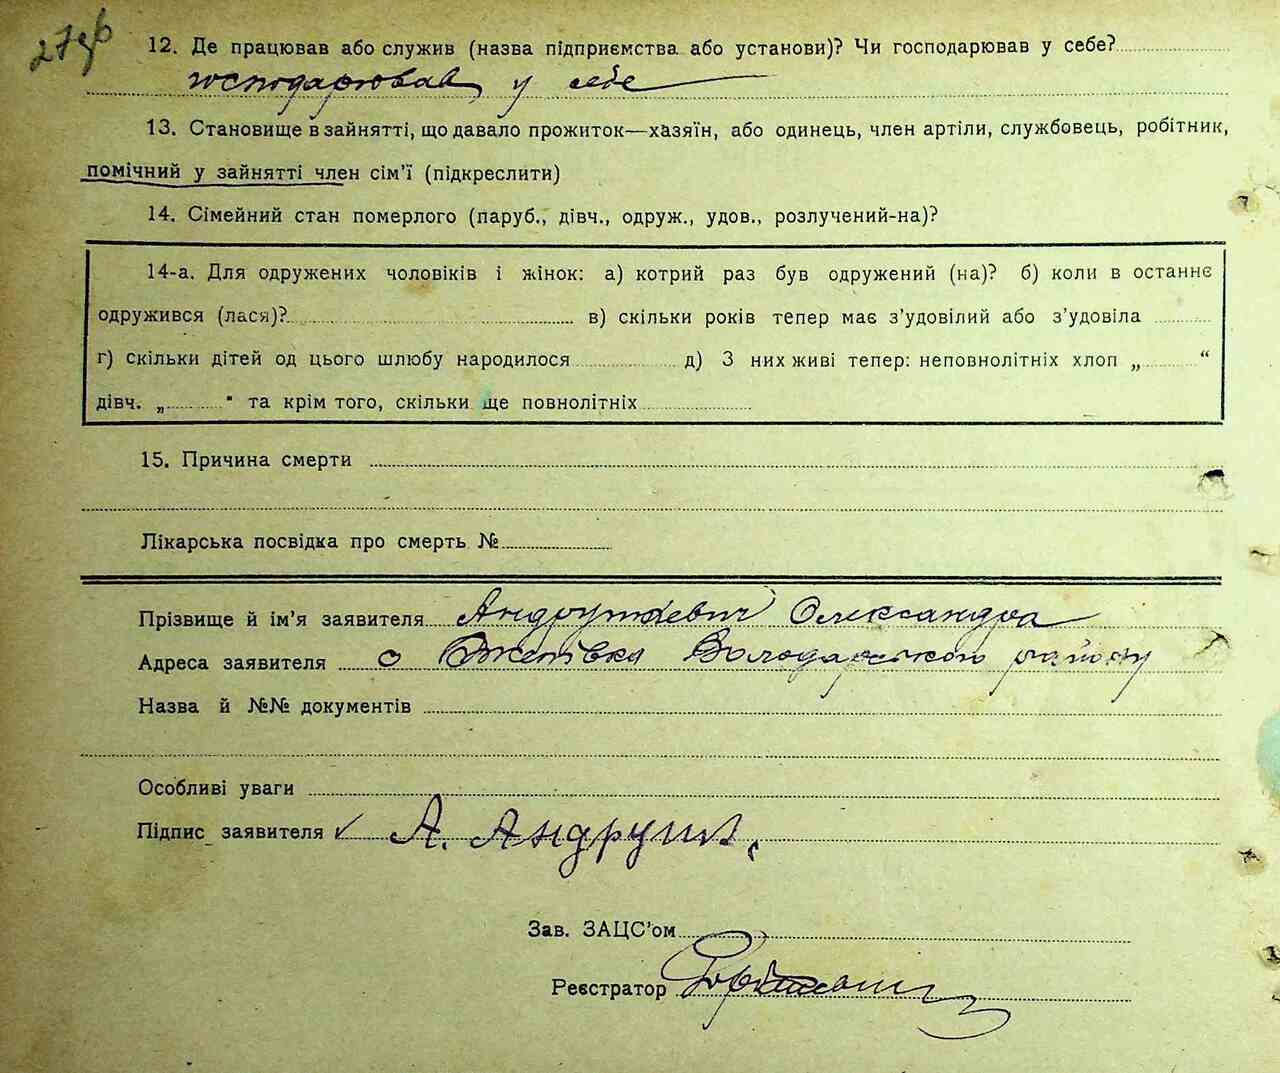 27зв
12. Де працював або служив (назва підприємства або установи)? Чи господарював у себе?
господарював у себе
13. Становище в зайнятті, що давало прожиток—хазяїн, або одинець, член артіли, службовець, робітник,
помічний у зайнятті член сім'ї (підкреслити)
14. Сімейний стан померлого (паруб., дівч., одруж., удов., розлучений-на)?
14-а. Для одружених чоловіків і жінок: а) котрий раз був одружений (на)? б) коли в останнє
одружився (лася)? в) скільки років тепер має з'удовілий або з'удовіла
г) скільки дітей од цього шлюбу народилося д) З них живі тепер: неповнолітніх хлоп „ “
дівч. „ “ та крім того, скільки ще повнолітніх
15. Причина смерти
Лікарська посвідка про смерть №
Прізвище й ім'я заявителя Андрушкевич Олександра
Адреса заявителя с Володарського району
Назва й №№ документів
Особливі уваги
Підпис заявителя ✓ А. Андруш.
Зав. ЗАЦС'ом
Реєстратор